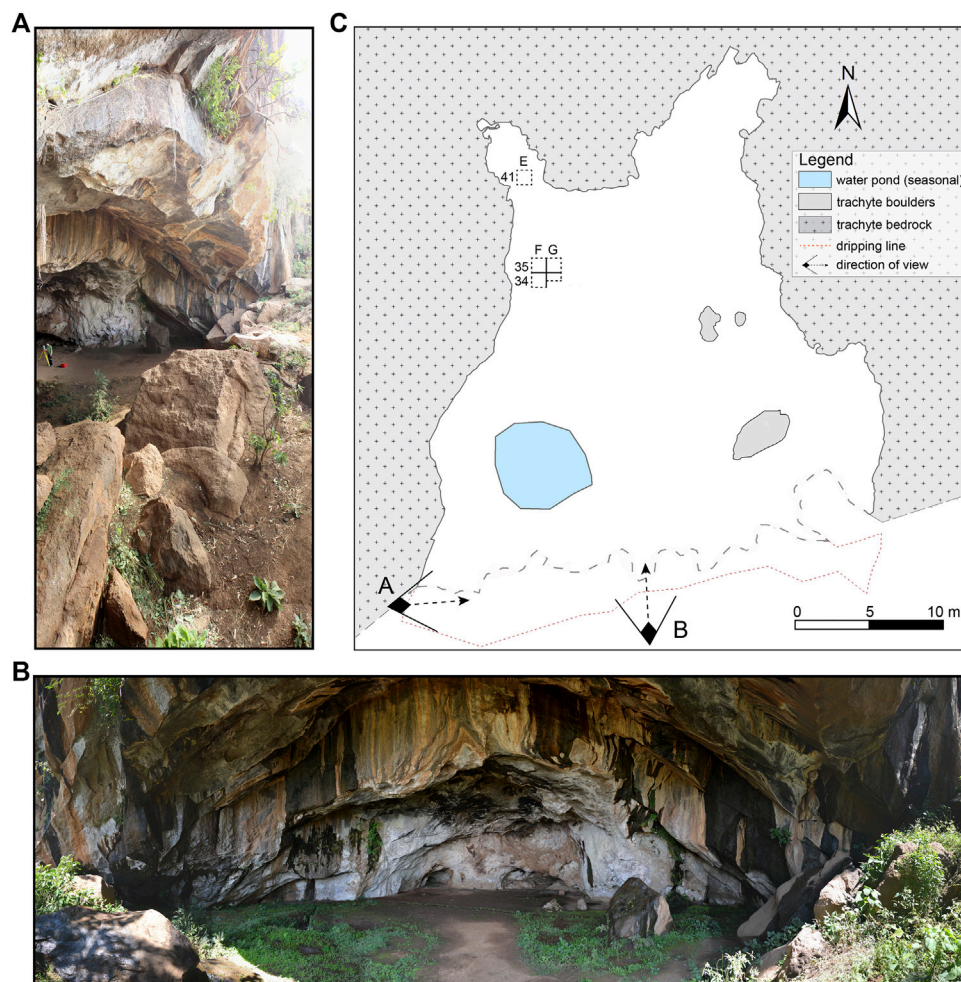 A
C
N
E
41
Legend
water pond (seasonal)
trachyte boulders
trachyte bedrock
dripping line
direction of view
F G
35
34
A
B
0 5 10 m
B